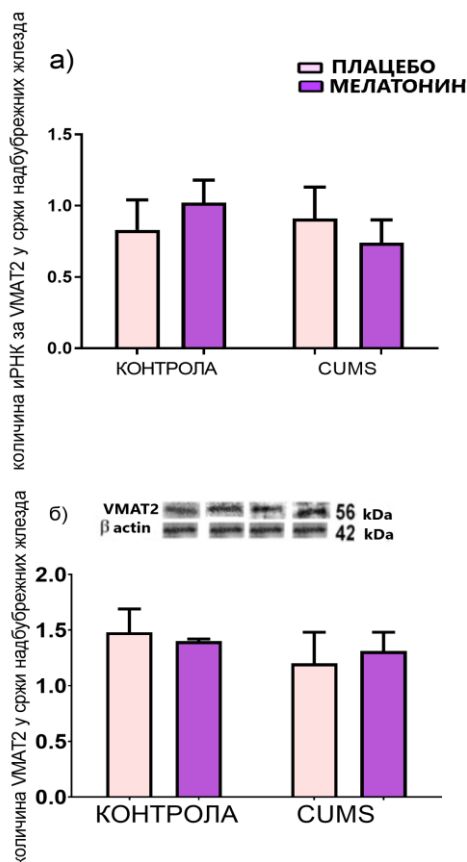 количина иРНК за VMAT2 у сржи надбубрежних жлезда
а)
ПЛАЦЕБО
МЕЛАТОНИН
1.5
1.0
0.5
0.0
КОНТРОЛА CUMS
количина VMAT2 у сржи надбубрежних жлезда
б)
VMAT2 56 kDa
β actin 42 kDa
2.0
1.5
1.0
0.5
0.0
КОНТРОЛА CUMS